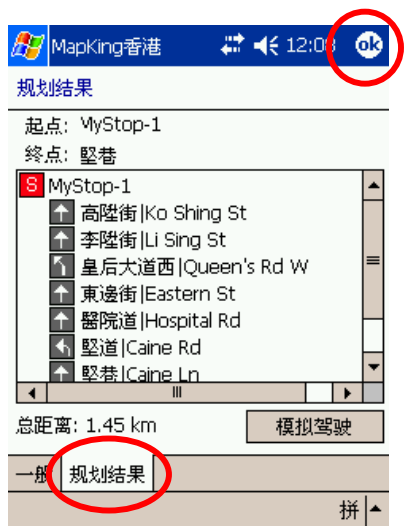 MapKing香港 12:03 ok
规划结果
起点: MyStop-1
终点: 堅巷
S MyStop-1
高陞街|Ko Shing St
李陞街|Li Sing St
皇后大道西|Queen's Rd W
東邊街|Eastern St
醫院道|Hospital Rd
堅道|Caine Rd
堅巷|Caine Ln
总距离: 1.45 km 模拟驾驶
一般 规划结果
拼